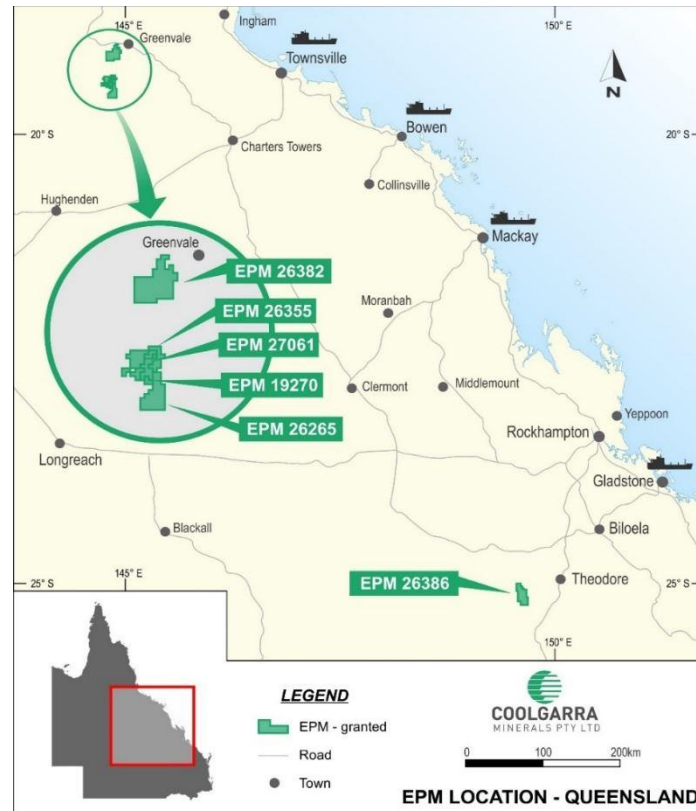 145° E
150° E
Ingham
Greenvale
Townsville
20° S
20° S
Bowen
Charters Towers
Collinsville
Hughenden
Mackay
Greenvale
EPM 26382
EPM 26355
Moranbah
EPM 27061
EPM 19270
Clermont
Middlemount
EPM 26265
Yeppoon
Rockhampton
Longreach
Gladstone
Blackall
Biloela
EPM 26386
Theodore
25° S
145° E
25° S
150° E
LEGEND
EPM - granted
Road
Town
COOLGARRA
MINERALS PTY LTD
0 100 200km
EPM LOCATION - QUEENSLAND